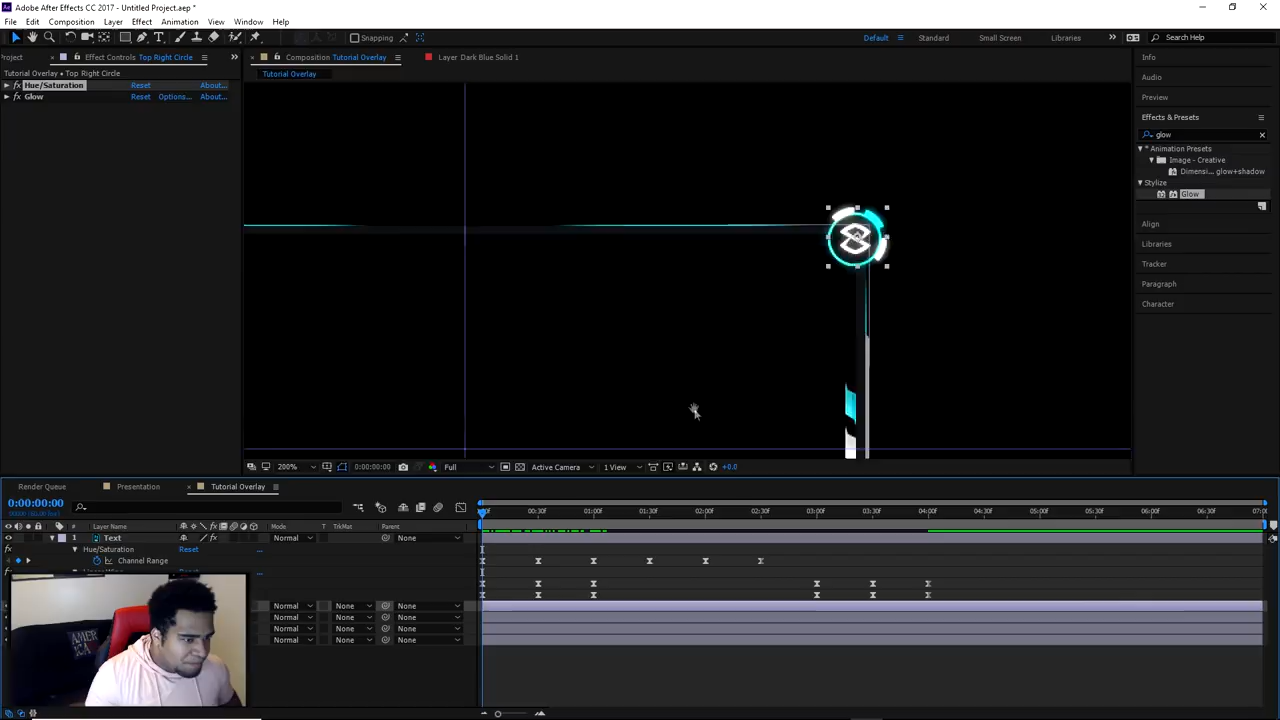 Adobe After Effects CC 2017 - Untitled Project.aep *
File Edit Composition Layer Effect Animation View Window Help
Snapping Default Standard Small Screen Libraries Search Help
Project Effect Controls Top Right Circle Composition Tutorial Overlay Layer Dark Blue Solid 1 Info
Tutorial Overlay • Top Right Circle Tutorial Overlay Audio
fx Hue/Saturation Reset About...
fx Glow Reset Options... About...
Preview
Effects & Presets
glow
* Animation Presets
Image - Creative
Dimensi... glow+shadow
Stylize
Glow
Align
Libraries
Tracker
Paragraph
Character
200% 0:00:00:00 Full Active Camera 1 View +0.0
Render Queue Presentation Tutorial Overlay
0:00:00:00
00:30f 01:00f 01:30f 02:00f 02:30f 03:00f 03:30f 04:00f 04:30f 05:00f 05:30f 06:00f 06:30f
# Layer Name Mode T TrkMat Parent
1 Text Normal None
Hue/Saturation Reset ...
Channel Range
...
AMER
ICA
Normal None None
Normal None None
Normal None None
Normal None None